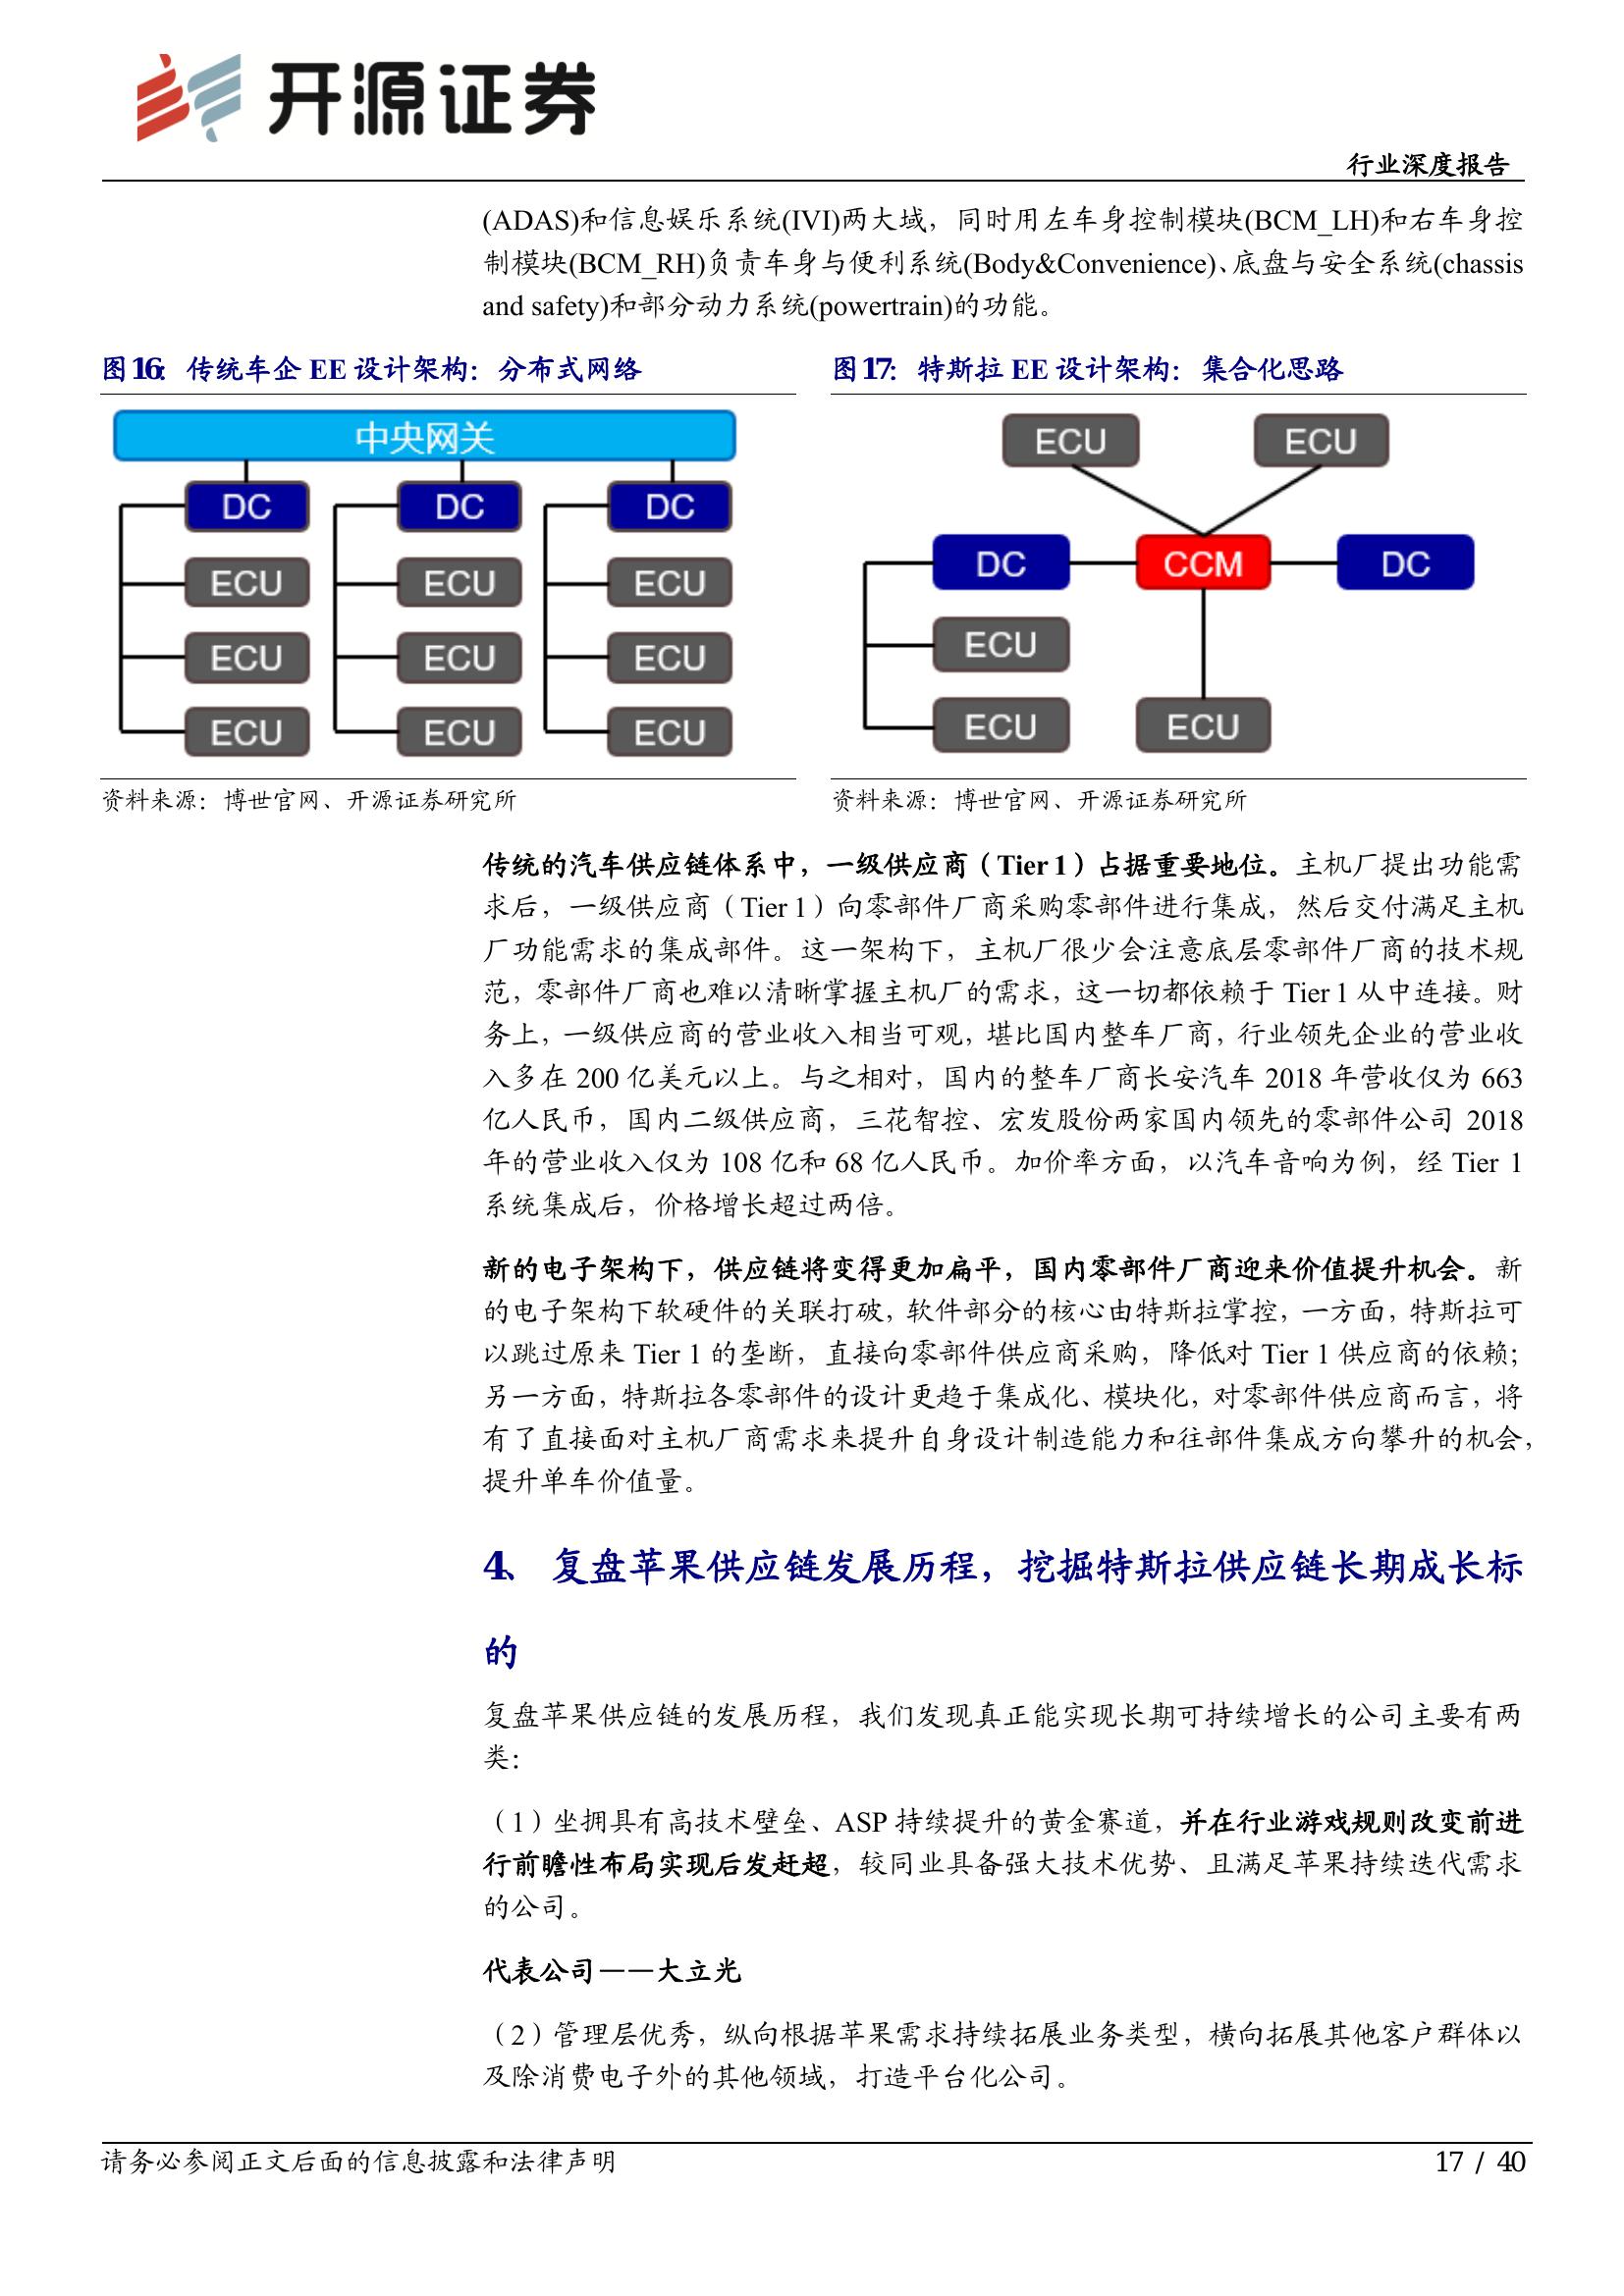 开源证券
行业深度报告
(ADAS)和信息娱乐系统(IVI)两大域，同时用左车身控制模块(BCM_LH)和右车身控
制模块(BCM_RH)负责车身与便利系统(Body&Convenience)、底盘与安全系统(chassis
and safety)和部分动力系统(powertrain)的功能。
图16：传统车企 EE 设计架构：分布式网络
中央网关
DC DC DC
ECU ECU ECU
ECU ECU ECU
ECU ECU ECU
资料来源：博世官网、开源证券研究所
图17：特斯拉 EE 设计架构：集合化思路
ECU ECU
DC CCM DC
ECU
ECU ECU
资料来源：博世官网、开源证券研究所
传统的汽车供应链体系中，一级供应商（Tier 1）占据重要地位。主机厂提出功能需
求后，一级供应商（Tier 1）向零部件厂商采购零部件进行集成，然后交付满足主机
厂功能需求的集成部件。这一架构下，主机厂很少会注意底层零部件厂商的技术规
范，零部件厂商也难以清晰掌握主机厂的需求，这一切都依赖于 Tier 1 从中连接。财
务上，一级供应商的营业收入相当可观，堪比国内整车厂商，行业领先企业的营业收
入多在 200 亿美元以上。与之相对，国内的整车厂商长安汽车 2018 年营收仅为 663
亿人民币，国内二级供应商，三花智控、宏发股份两家国内领先的零部件公司 2018
年的营业收入仅为 108 亿和 68 亿人民币。加价率方面，以汽车音响为例，经 Tier 1
系统集成后，价格增长超过两倍。
新的电子架构下，供应链将变得更加扁平，国内零部件厂商迎来价值提升机会。新
的电子架构下软硬件的关联打破，软件部分的核心由特斯拉掌控，一方面，特斯拉可
以跳过原来 Tier 1 的垄断，直接向零部件供应商采购，降低对 Tier 1 供应商的依赖；
另一方面，特斯拉各零部件的设计更趋于集成化、模块化，对零部件供应商而言，将
有了直接面对主机厂商需求来提升自身设计制造能力和往部件集成方向攀升的机会，
提升单车价值量。
4、 复盘苹果供应链发展历程，挖掘特斯拉供应链长期成长标
的
复盘苹果供应链的发展历程，我们发现真正能实现长期可持续增长的公司主要有两
类：
（1）坐拥具有高技术壁垒、ASP 持续提升的黄金赛道，并在行业游戏规则改变前进
行前瞻性布局实现后发赶超，较同业具备强大技术优势、且满足苹果持续迭代需求
的公司。
代表公司——大立光
（2）管理层优秀，纵向根据苹果需求持续拓展业务类型，横向拓展其他客户群体以
及除消费电子外的其他领域，打造平台化公司。
请务必参阅正文后面的信息披露和法律声明
17 / 40